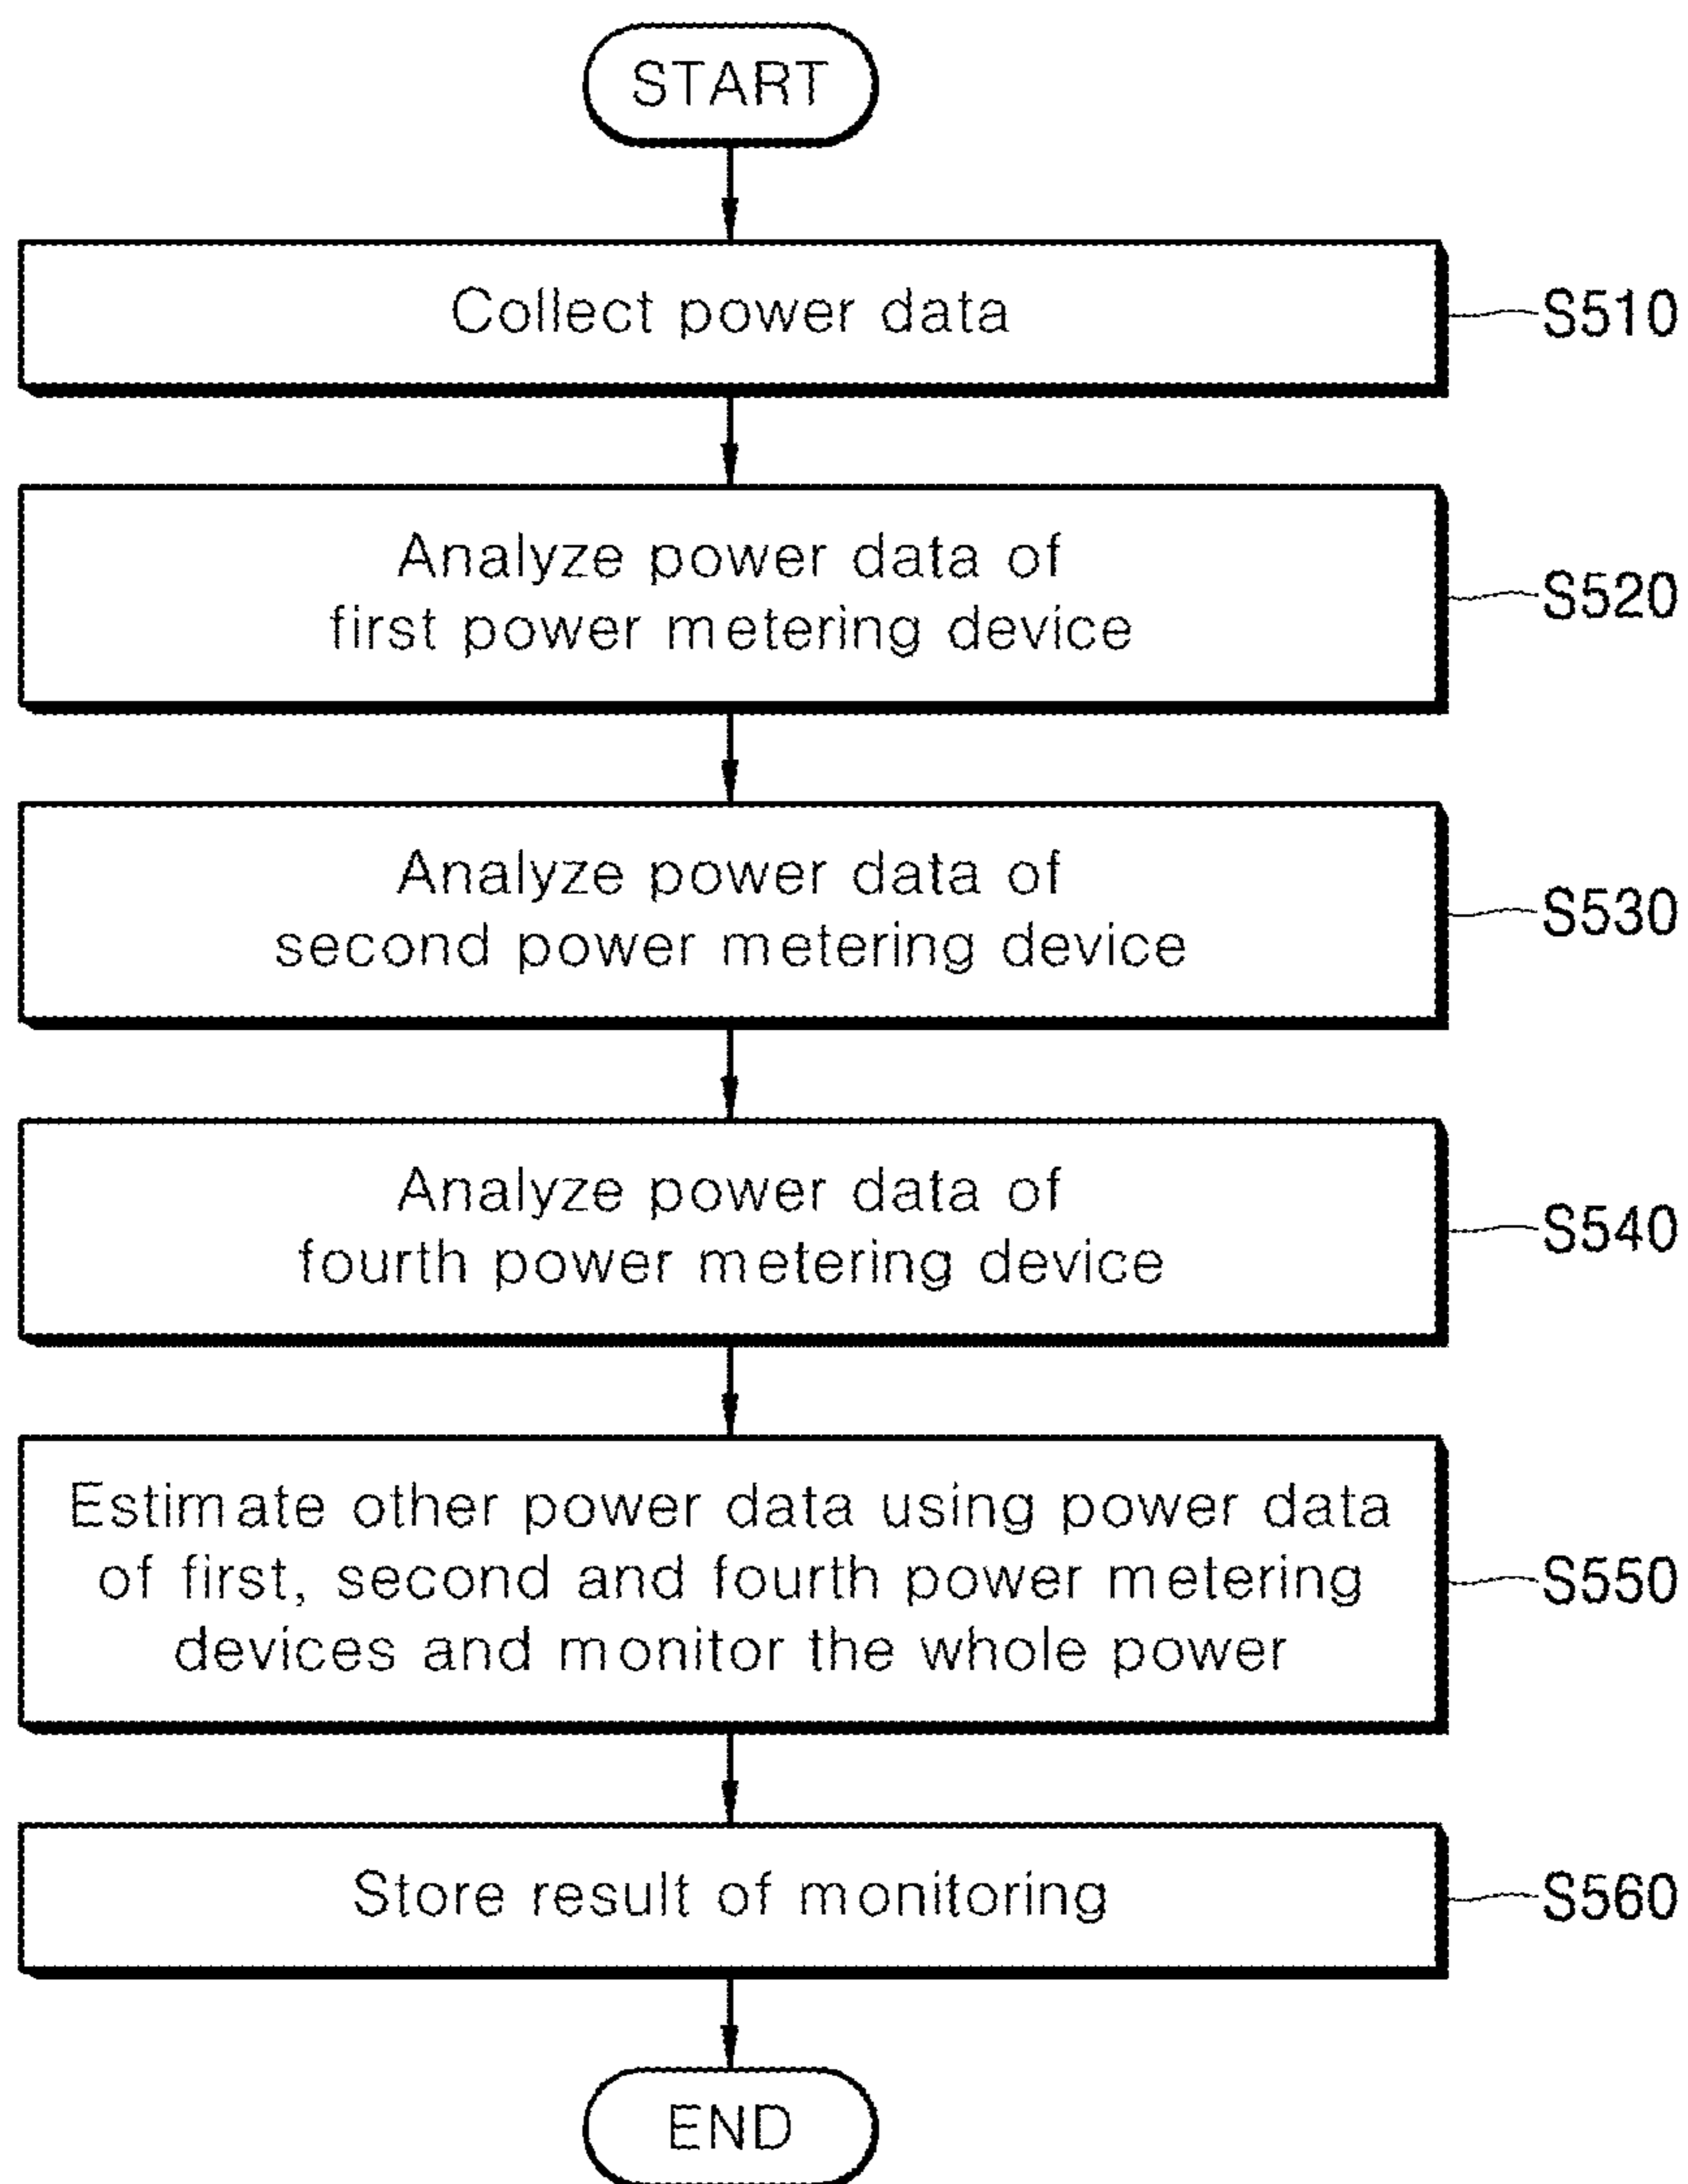 START
Collect power data
S510
Analyze power data of
first power metering device
S520
Analyze power data of
second power metering device
S530
Analyze power data of
fourth power metering device
S540
Estimate other power data using power data
of first, second and fourth power metering
devices and monitor the whole power
S550
Store result of monitoring
S560
END